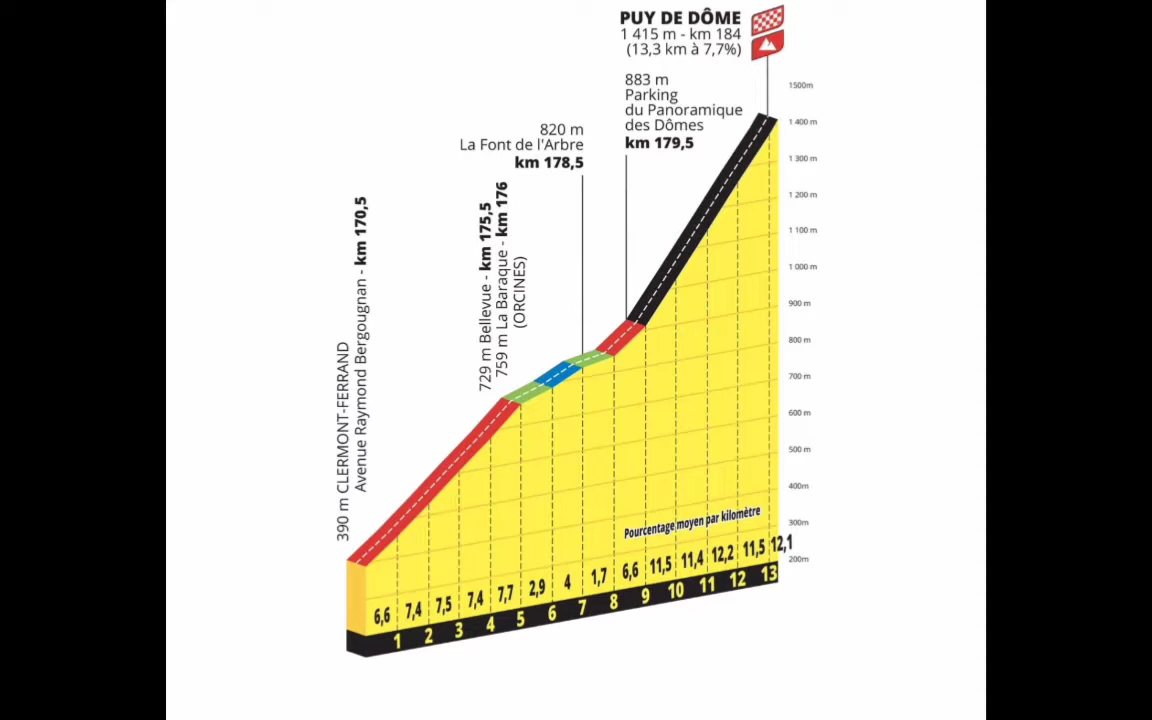 PUY DE DÔME
1 415 m - km 184
(13,3 km à 7,7%)
883 m
Parking
du Panoramique
des Dômes
km 179,5
820 m
La Font de l'Arbre
km 178,5
729 m Bellevue - km 175,5
759 m La Baraque - km 176
(ORCINES)
390 m CLERMONT-FERRAND
Avenue Raymond Bergougnan - km 170,5
1500m
1 400 m
1 300 m
1 200 m
1 100 m
1 000 m
900 m
800 m
700 m
600 m
500 m
400m
300m
200m
Pourcentage moyen par kilomètre
6,6 7,4 7,5 7,4 7,7 2,9 4 1,7 6,6 11,5 11,4 12,2 11,5 12,1
1 2 3 4 5 6 7 8 9 10 11 12 13